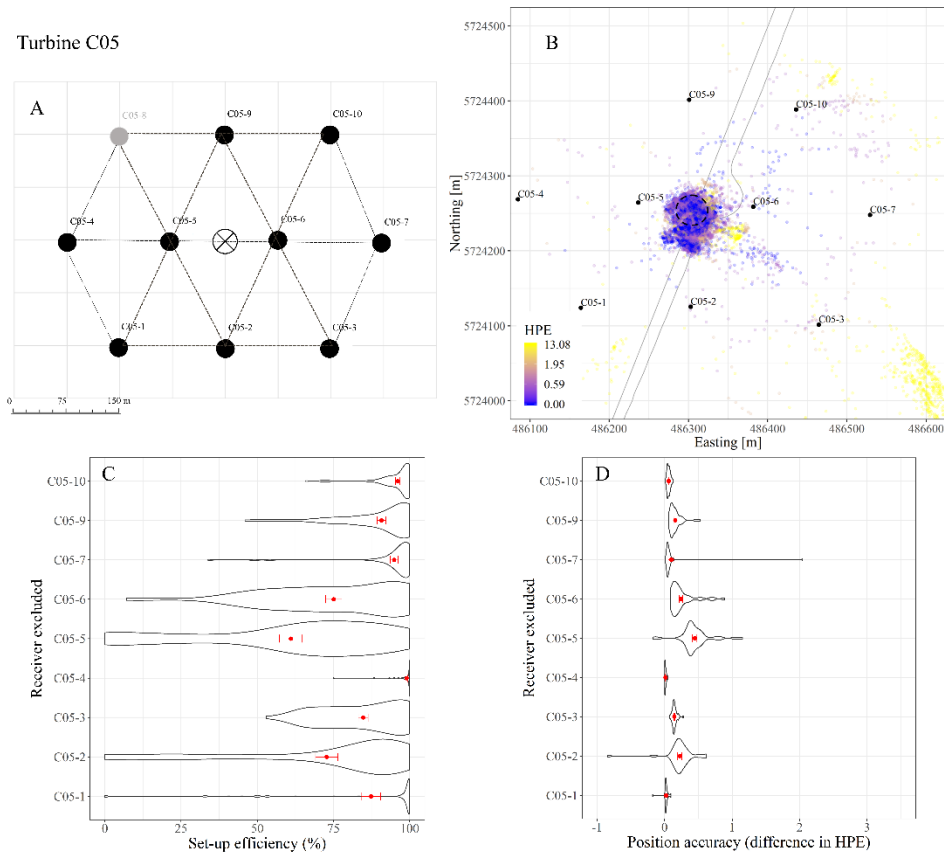 Turbine C05
A
C05-8
C05-9
C05-10
C05-4
C05-5
C05-6
C05-7
C05-1
C05-2
C05-3
0 75 150 m
B
5724500
5724400
5724300
5724200
5724100
5724000
Northing [m]
C05-9
C05-10
C05-4
C05-5
C05-6
C05-7
C05-1
C05-2
C05-3
HPE
13.08
1.95
0.59
0.00
486100 486200 486300 486400 486500 486600
Easting [m]
C
Receiver excluded
C05-10
C05-9
C05-7
C05-6
C05-5
C05-4
C05-3
C05-2
C05-1
0 25 50 75 100
Set-up efficiency (%)
D
Receiver excluded
C05-10
C05-9
C05-7
C05-6
C05-5
C05-4
C05-3
C05-2
C05-1
-1 0 1 2 3
Position accuracy (difference in HPE)